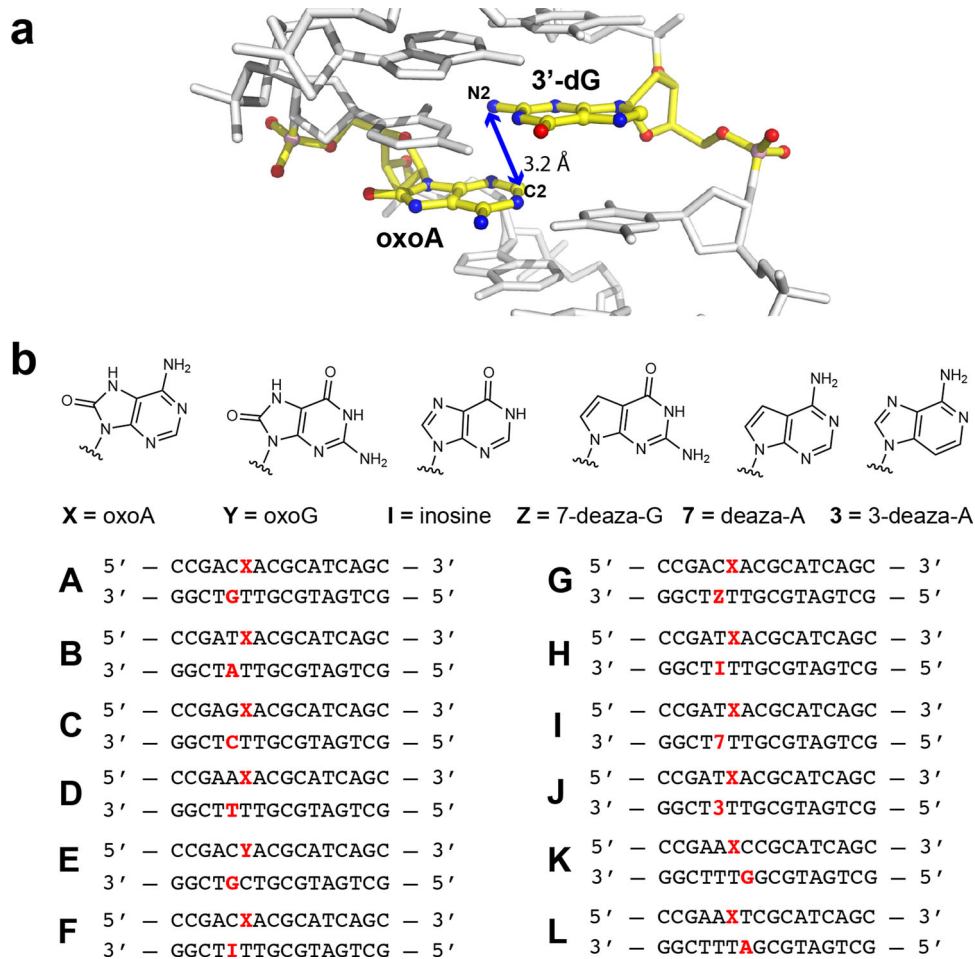 a
3'-dG
N2
3.2 Å
C2
oxoA
b
H N NH2 O N N N
H N O O N NH N NH2
O N NH N N
O NH N N NH2
NH2 N N N
NH2 N N N
X = oxoA Y = oxoG I = inosine Z = 7-deaza-G 7 = deaza-A 3 = 3-deaza-A
A 5′ – CCGACXACGCATCAGC – 3′
3′ – GGCTGTTGCGTAGTCG – 5′
B 5′ – CCGATXACGCATCAGC – 3′
3′ – GGCTATTGCGTAGTCG – 5′
C 5′ – CCGAGXACGCATCAGC – 3′
3′ – GGCTCTTGCGTAGTCG – 5′
D 5′ – CCGAAXACGCATCAGC – 3′
3′ – GGCTTTTGCGTAGTCG – 5′
E 5′ – CCGACYACGCATCAGC – 3′
3′ – GGCTGCTGCGTAGTCG – 5′
F 5′ – CCGACXACGCATCAGC – 3′
3′ – GGCTITTGCGTAGTCG – 5′
G 5′ – CCGACXACGCATCAGC – 3′
3′ – GGCTZTTGCGTAGTCG – 5′
H 5′ – CCGATXACGCATCAGC – 3′
3′ – GGCTITTGCGTAGTCG – 5′
I 5′ – CCGATXACGCATCAGC – 3′
3′ – GGCT7TTGCGTAGTCG – 5′
J 5′ – CCGATXACGCATCAGC – 3′
3′ – GGCT3TTGCGTAGTCG – 5′
K 5′ – CCGAAXCCGCATCAGC – 3′
3′ – GGCTTTGGCGTAGTCG – 5′
L 5′ – CCGAAXTCGCATCAGC – 3′
3′ – GGCTTTAGCGTAGTCG – 5′